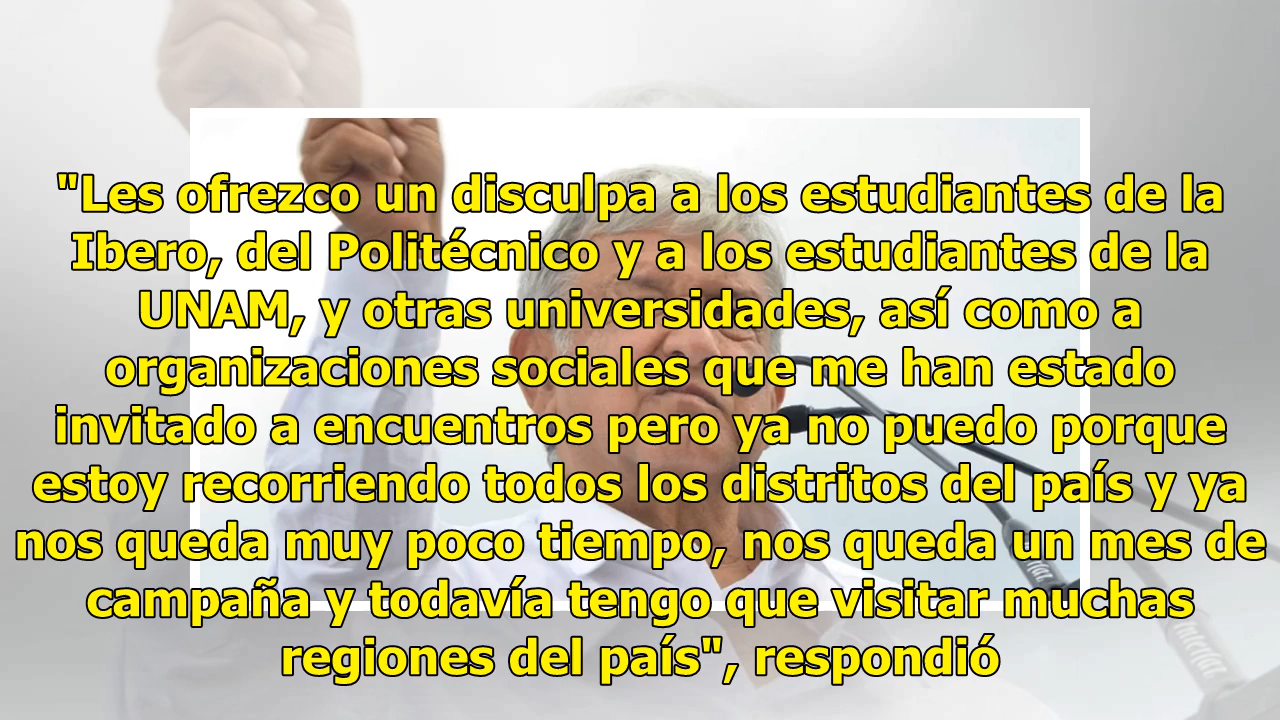 "Les ofrezco un disculpa a los estudiantes de la
Ibero, del Politécnico y a los estudiantes de la
UNAM, y otras universidades, así como a
organizaciones sociales que me han estado
invitado a encuentros pero ya no puedo porque
estoy recorriendo todos los distritos del país y ya
nos queda muy poco tiempo, nos queda un mes de
campaña y todavía tengo que visitar muchas
regiones del país", respondió